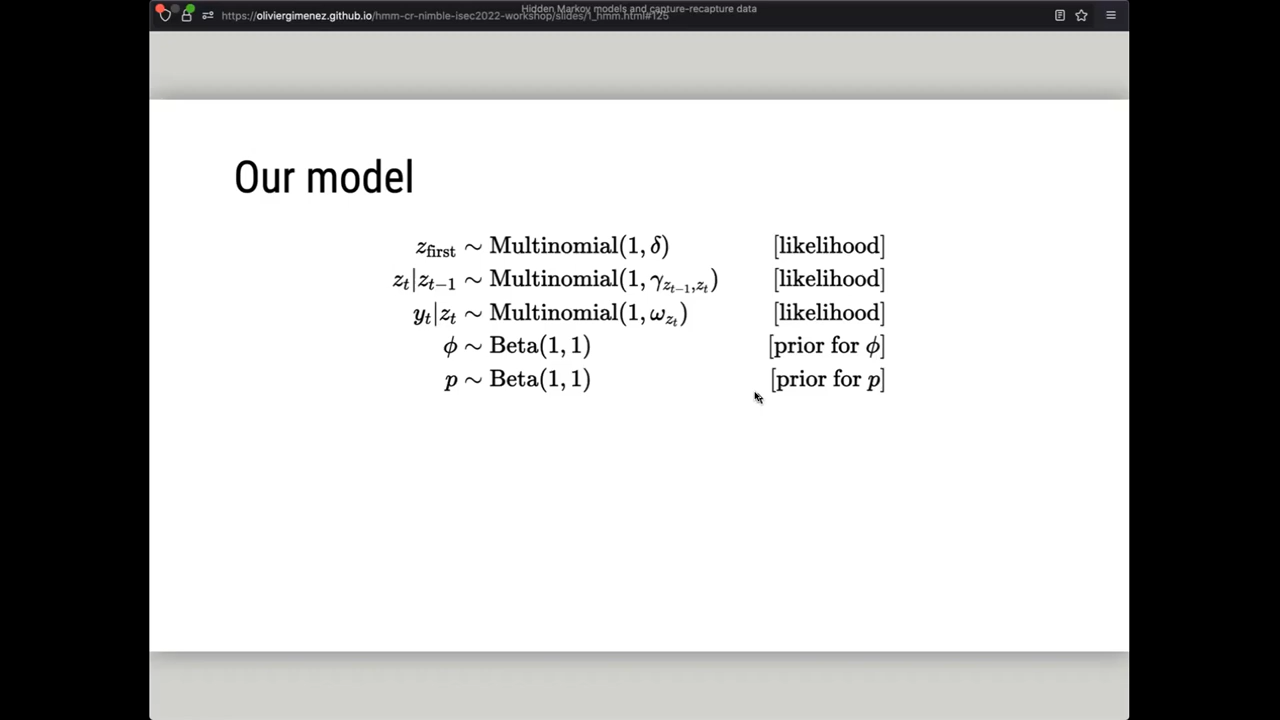 Hidden Markov models and capture-recapture data
https://oliviergimenez.github.io/hmm-cr-nimble-isec2022-workshop/slides/1_hmm.html#125
Our model
z_first ∼ Multinomial(1, δ) [likelihood]
z_t|z_{t−1} ∼ Multinomial(1, γ_{z_{t−1},z_t}) [likelihood]
y_t|z_t ∼ Multinomial(1, ω_{z_t}) [likelihood]
ϕ ∼ Beta(1, 1) [prior for ϕ]
p ∼ Beta(1, 1) [prior for p]